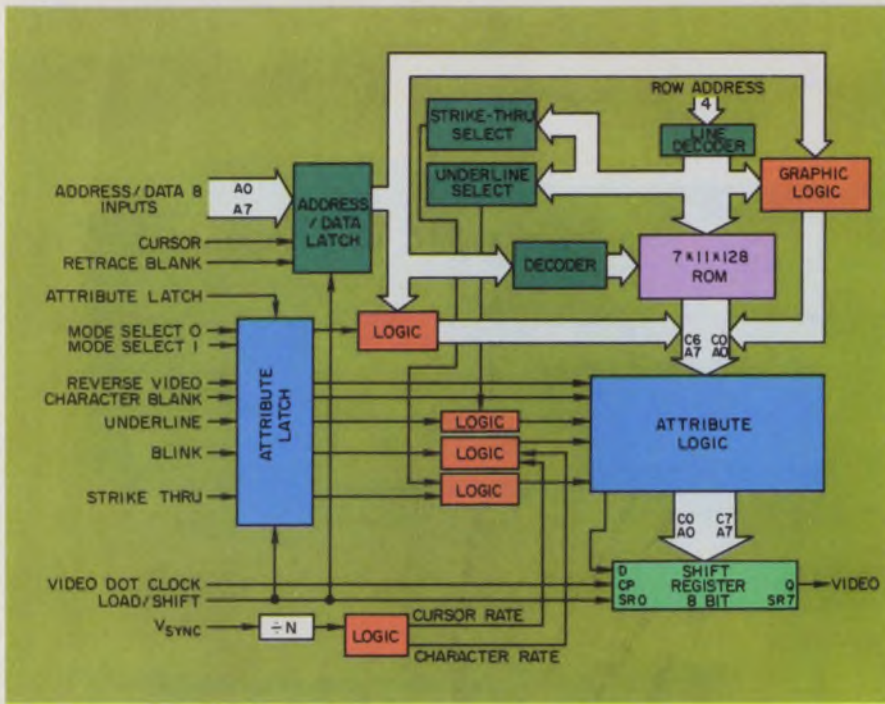 ROW ADDRESS
4
STRIKE-THRU
SELECT
LINE
DECODER
UNDERLINE
SELECT
GRAPHIC
LOGIC
ADDRESS/DATA 8
INPUTS
A0
A7
ADDRESS
/ DATA
LATCH
CURSOR
RETRACE BLANK
DECODER
7 x 11 x 128
ROM
ATTRIBUTE LATCH
MODE SELECT 0
MODE SELECT 1
LOGIC
C6 C0
A7 A0
REVERSE VIDEO
CHARACTER BLANK
UNDERLINE
BLINK
STRIKE THRU
ATTRIBUTE
LATCH
LOGIC
LOGIC
LOGIC
ATTRIBUTE
LOGIC
C0 C7
A0 A7
VIDEO DOT CLOCK
LOAD/SHIFT
D SHIFT
CP REGISTER Q
SR0 8 BIT SR7
VIDEO
VSYNC
÷N
LOGIC
CURSOR RATE
CHARACTER RATE